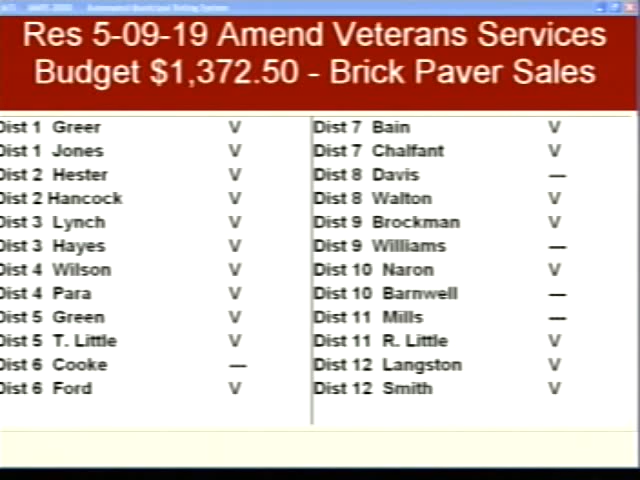 Res 5-09-19 Amend Veterans Services
Budget $1,372.50 - Brick Paver Sales
Dist 1 Greer V
Dist 1 Jones V
Dist 2 Hester V
Dist 2 Hancock V
Dist 3 Lynch V
Dist 3 Hayes V
Dist 4 Wilson V
Dist 4 Para V
Dist 5 Green V
Dist 5 T. Little V
Dist 6 Cooke —
Dist 6 Ford V
Dist 7 Bain V
Dist 7 Chalfant V
Dist 8 Davis —
Dist 8 Walton V
Dist 9 Brockman V
Dist 9 Williams —
Dist 10 Naron V
Dist 10 Barnwell —
Dist 11 Mills —
Dist 11 R. Little V
Dist 12 Langston V
Dist 12 Smith V